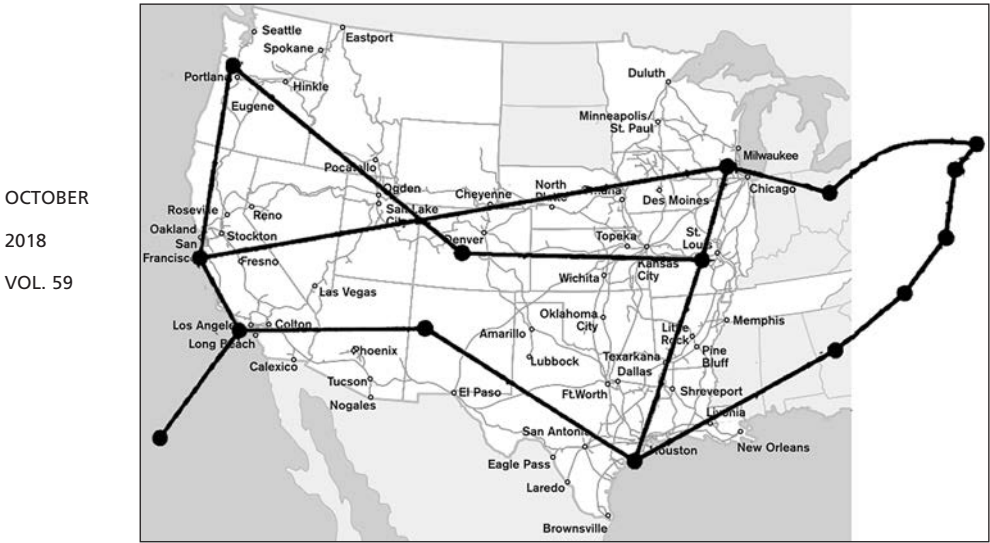 OCTOBER
2018
VOL. 59
Seattle
Spokane
Eastport
Portland
Hinkle
Eugene
Duluth
Minneapolis/
St. Paul
Milwaukee
Chicago
Pocatello
Ogden
Salt Lake
City
Cheyenne
North
Platte
Omaha
Des Moines
Roseville
Reno
Oakland
San
Francisco
Stockton
Fresno
Denver
Topeka
St.
Louis
Kansas
City
Wichita
Las Vegas
Los Angeles
Colton
Long Beach
Calexico
Phoenix
Tucson
Nogales
Amarillo
Oklahoma
City
Lubbock
Little
Rock
Memphis
Pine
Bluff
Texarkana
Dallas
Ft.Worth
Shreveport
El Paso
San Antonio
Livonia
Houston
New Orleans
Eagle Pass
Laredo
Brownsville